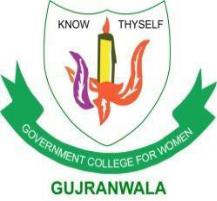 KNOW THYSELF
GOVERNMENT COLLEGE FOR WOMEN
GUJRANWALA